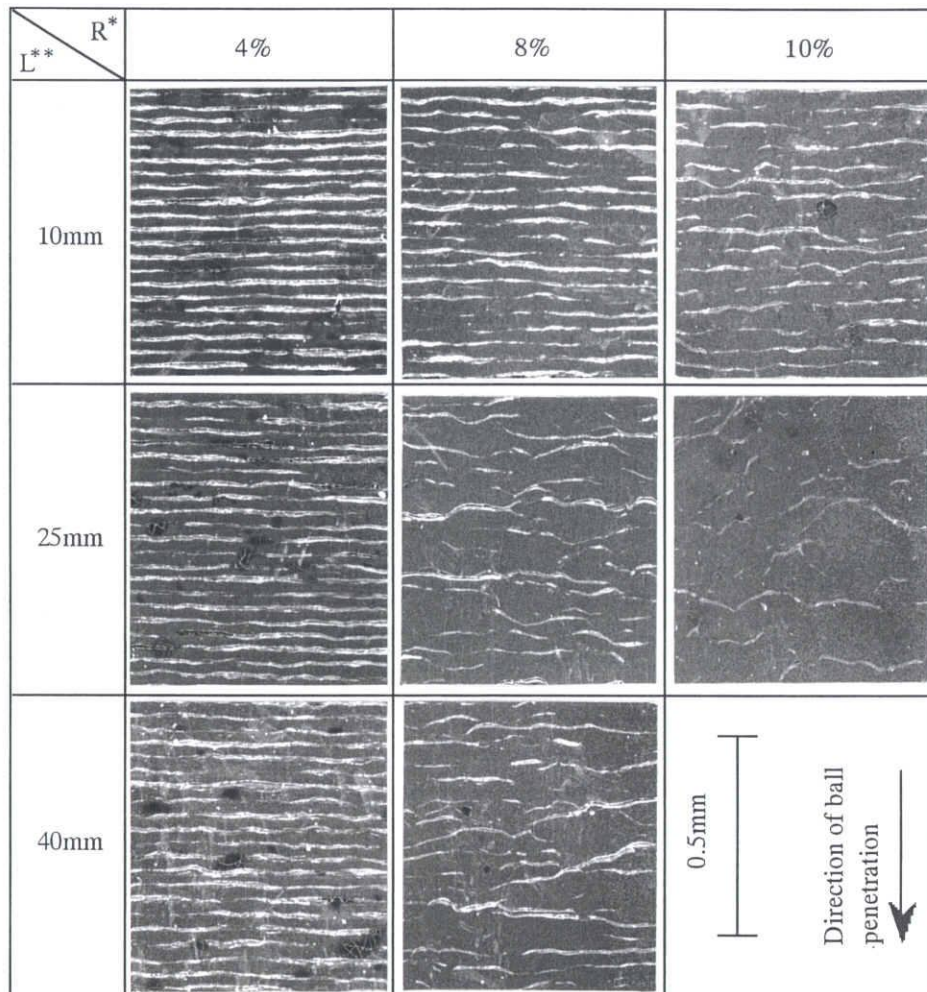 R*
L**
4%
8%
10%
10mm
25mm
40mm
0.5mm
Direction of ball
penetration